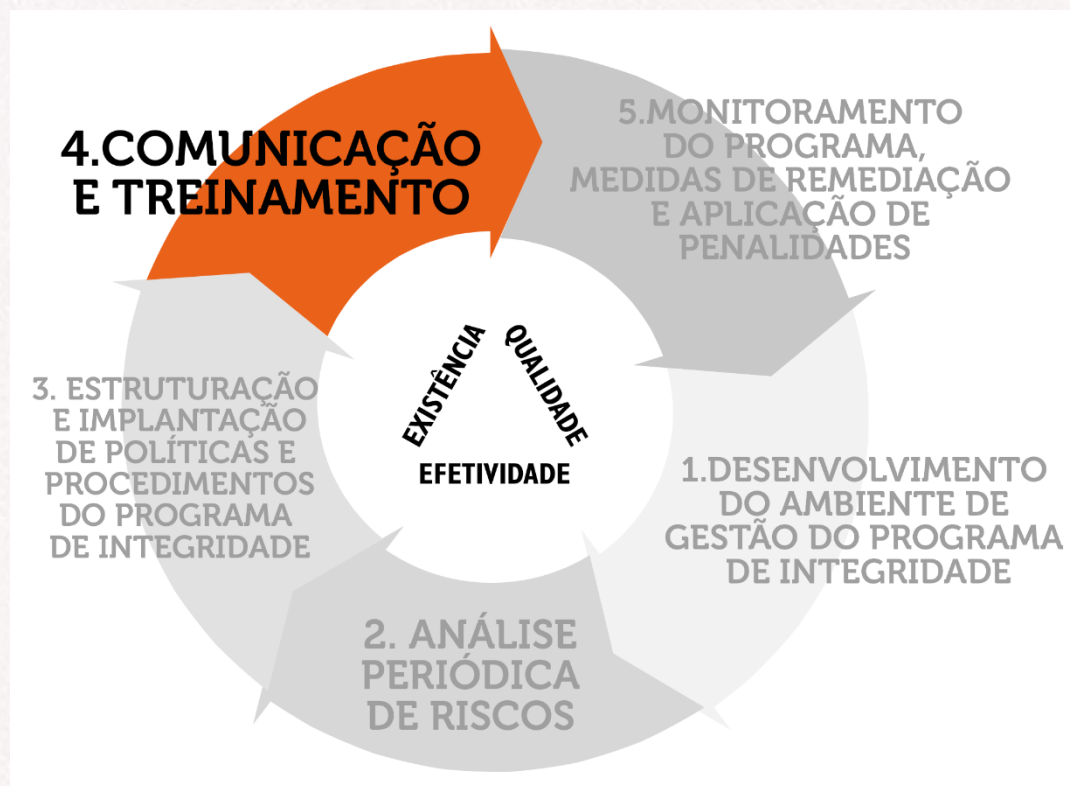 4.COMUNICAÇÃO
E TREINAMENTO
5.MONITORAMENTO
DO PROGRAMA,
MEDIDAS DE REMEDIAÇÃO
E APLICAÇÃO DE
PENALIDADES
EXISTÊNCIA
QUALIDADE
EFETIVIDADE
3. ESTRUTURAÇÃO
E IMPLANTAÇÃO
DE POLÍTICAS E
PROCEDIMENTOS
DO PROGRAMA
DE INTEGRIDADE
1.DESENVOLVIMENTO
DO AMBIENTE DE
GESTÃO DO PROGRAMA
DE INTEGRIDADE
2. ANÁLISE
PERIÓDICA
DE RISCOS